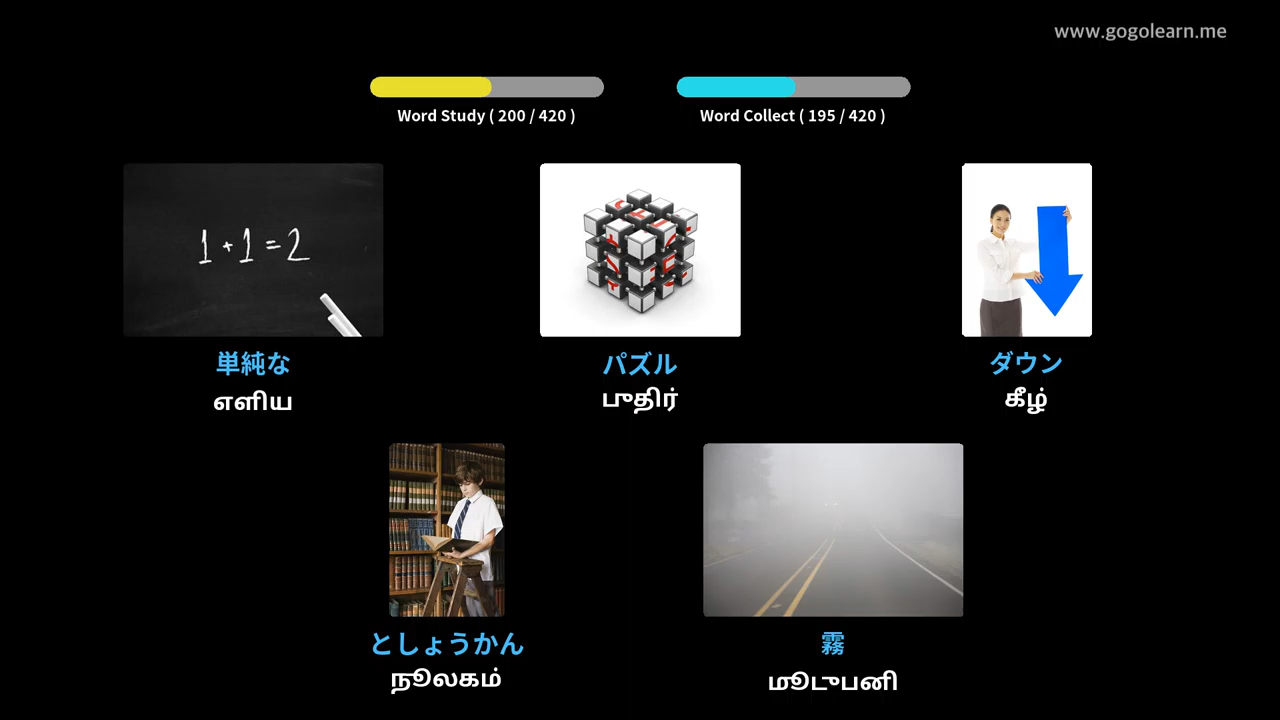 www.gogolearn.me
Word Study ( 200 / 420 )
Word Collect ( 195 / 420 )
1 + 1 = 2
単純な
எளிய
パズル
புதிர்
ダウン
கீழ்
としょうかん
நூலகம்
霧
மூடுபனி